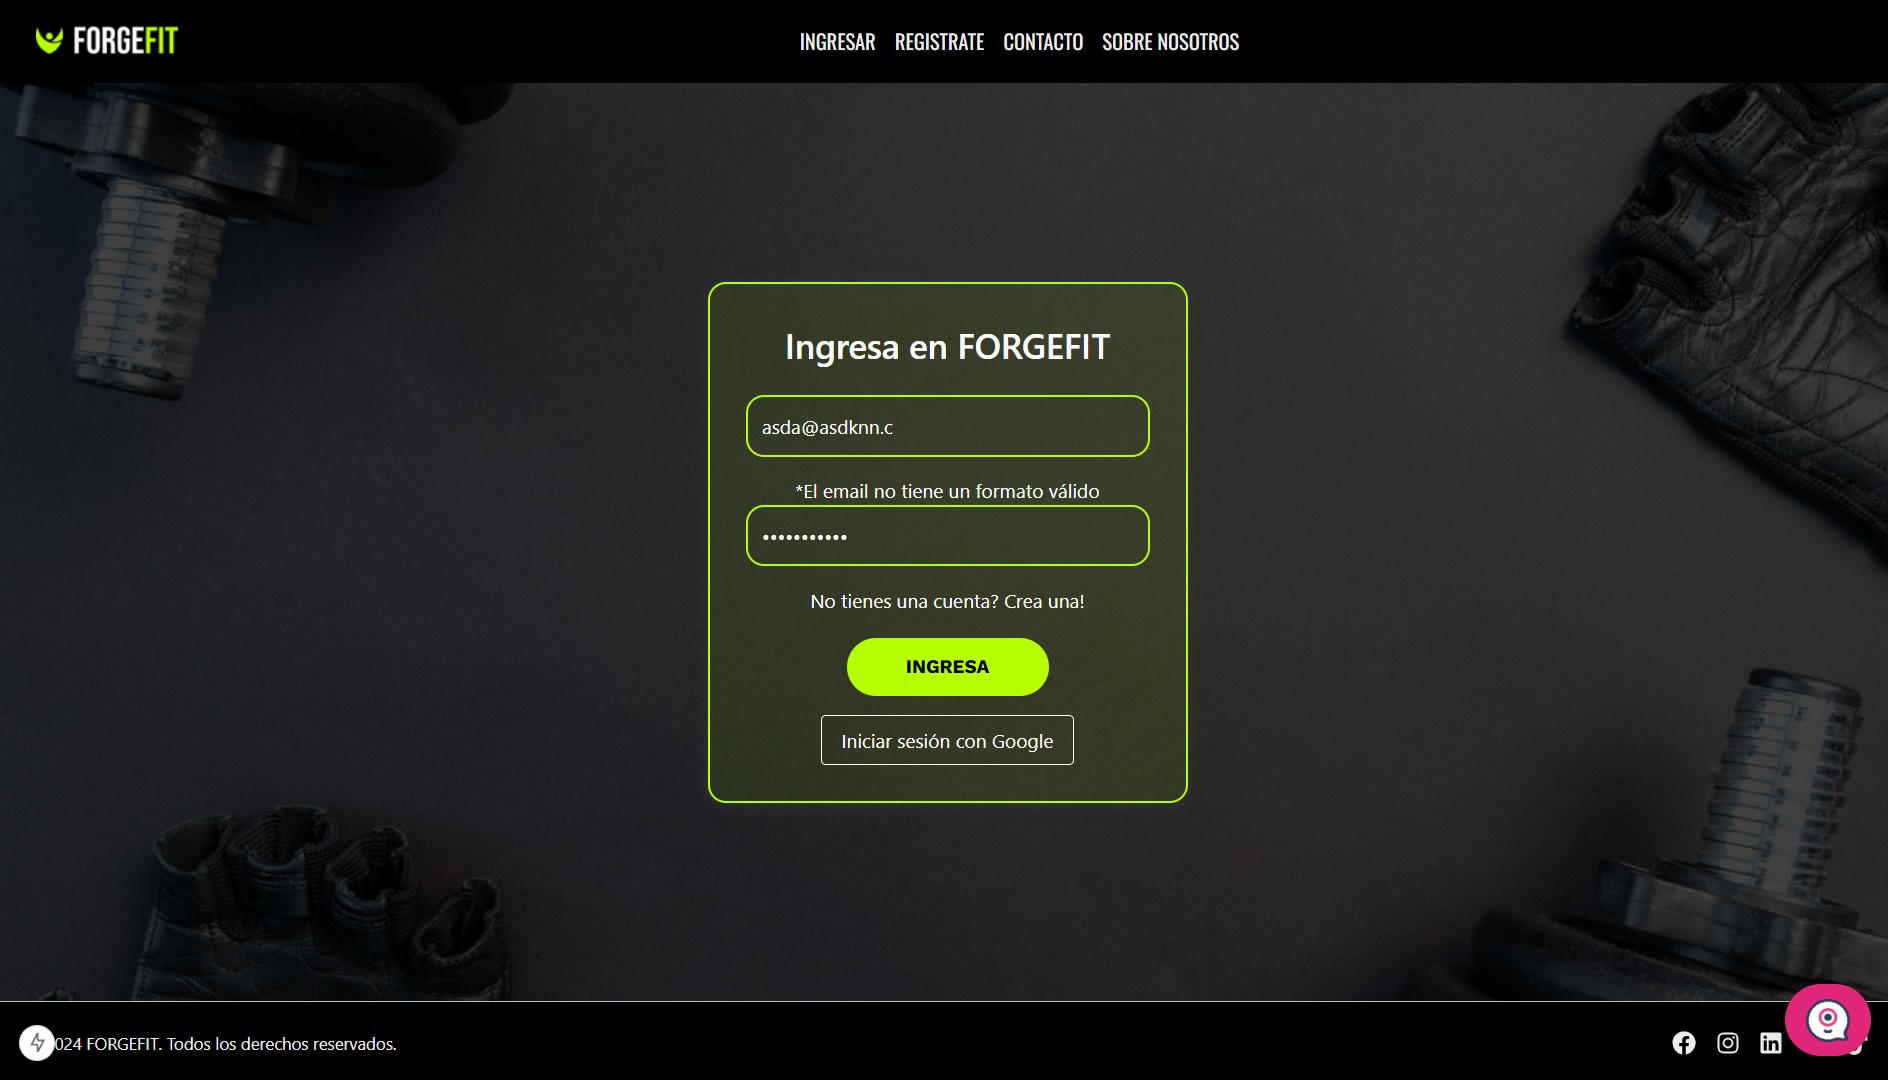 FORGEFIT
INGRESAR REGISTRATE CONTACTO SOBRE NOSOTROS
Ingresa en FORGEFIT
asda@asdknn.c
*El email no tiene un formato válido
•••••••••••
No tienes una cuenta? Crea una!
INGRESA
Iniciar sesión con Google
024 FORGEFIT. Todos los derechos reservados.